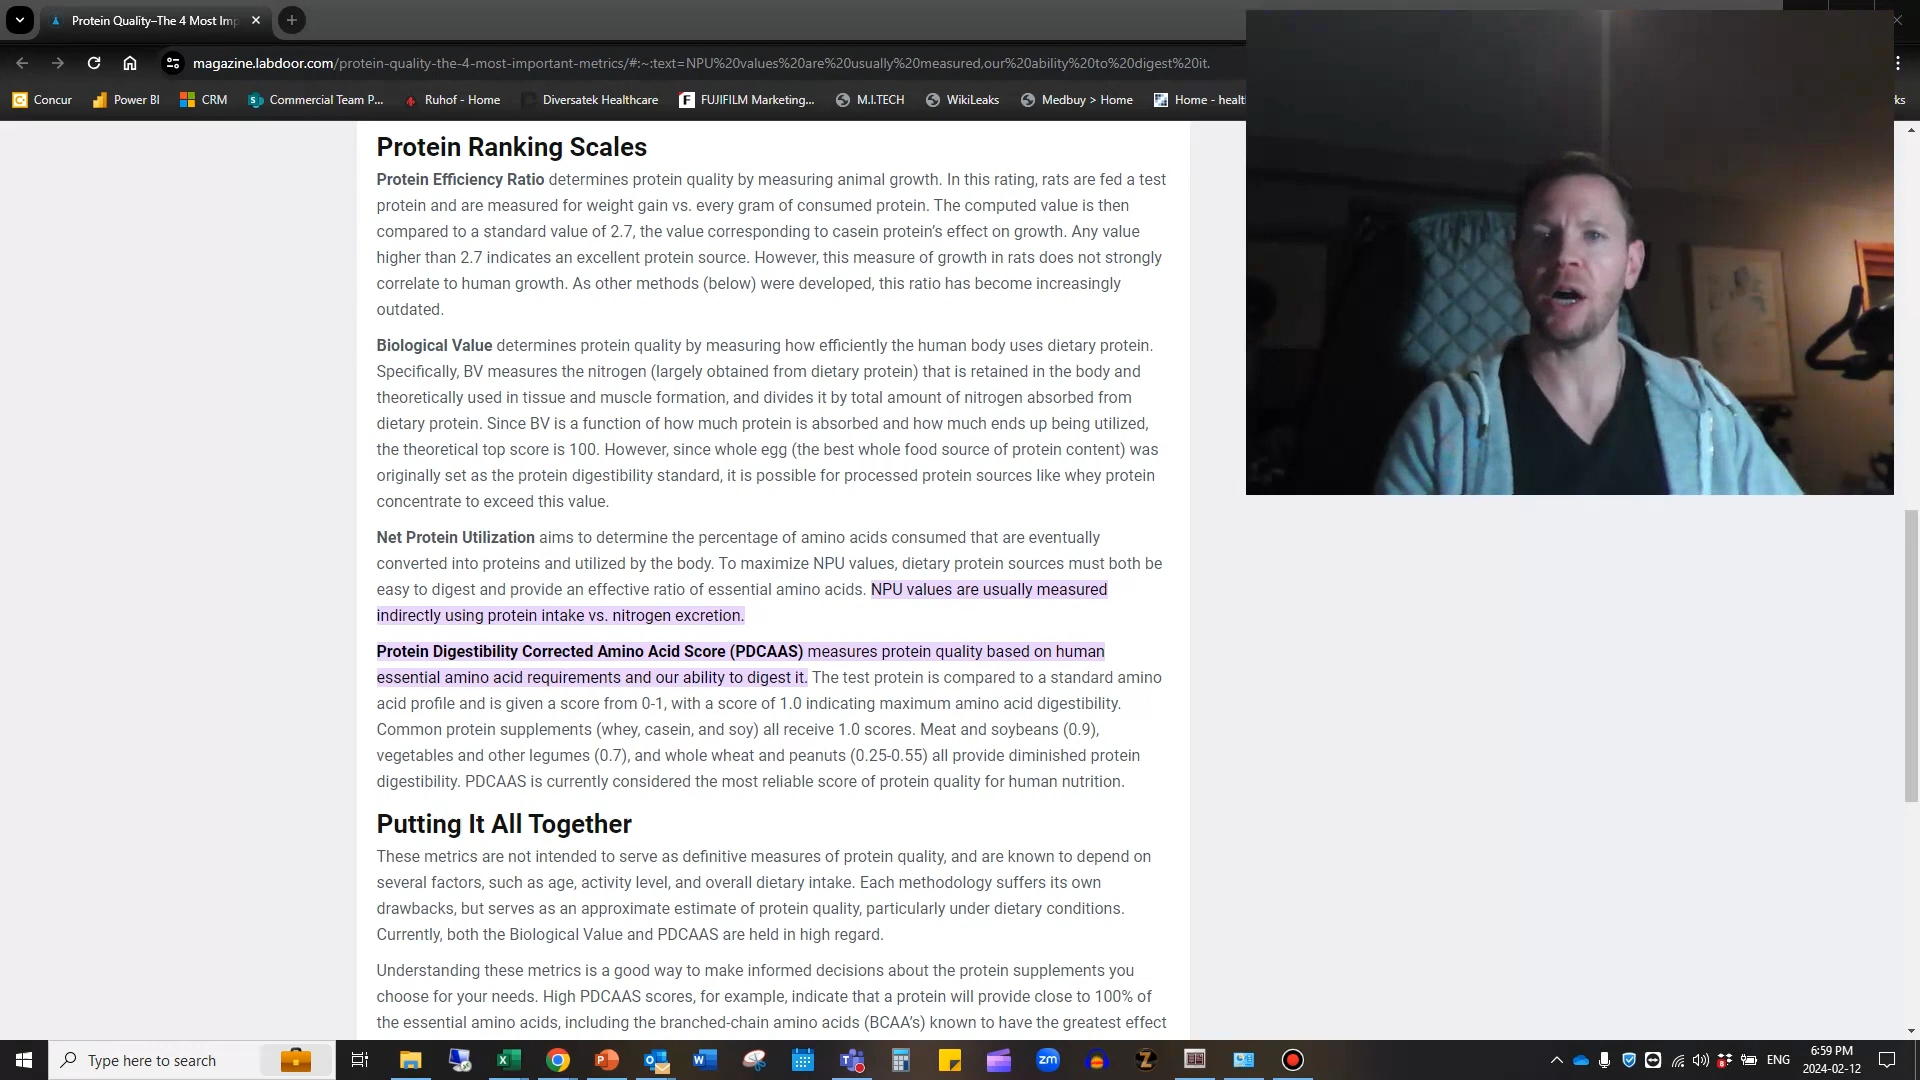 Protein Quality–The 4 Most Imp
magazine.labdoor.com/protein-quality-the-4-most-important-metrics/#:~:text=NPU%20values%20are%20usually%20measured,our%20ability%20to%20digest%20it.
Concur Power BI CRM Commercial Team P... Ruhof - Home Diversatek Healthcare FUJIFILM Marketing... M.I.TECH WikiLeaks Medbuy > Home Home - healt ks
Protein Ranking Scales
Protein Efficiency Ratio determines protein quality by measuring animal growth. In this rating, rats are fed a test
protein and are measured for weight gain vs. every gram of consumed protein. The computed value is then
compared to a standard value of 2.7, the value corresponding to casein protein’s effect on growth. Any value
higher than 2.7 indicates an excellent protein source. However, this measure of growth in rats does not strongly
correlate to human growth. As other methods (below) were developed, this ratio has become increasingly
outdated.
Biological Value determines protein quality by measuring how efficiently the human body uses dietary protein.
Specifically, BV measures the nitrogen (largely obtained from dietary protein) that is retained in the body and
theoretically used in tissue and muscle formation, and divides it by total amount of nitrogen absorbed from
dietary protein. Since BV is a function of how much protein is absorbed and how much ends up being utilized,
the theoretical top score is 100. However, since whole egg (the best whole food source of protein content) was
originally set as the protein digestibility standard, it is possible for processed protein sources like whey protein
concentrate to exceed this value.
Net Protein Utilization aims to determine the percentage of amino acids consumed that are eventually
converted into proteins and utilized by the body. To maximize NPU values, dietary protein sources must both be
easy to digest and provide an effective ratio of essential amino acids. NPU values are usually measured
indirectly using protein intake vs. nitrogen excretion.
Protein Digestibility Corrected Amino Acid Score (PDCAAS) measures protein quality based on human
essential amino acid requirements and our ability to digest it. The test protein is compared to a standard amino
acid profile and is given a score from 0-1, with a score of 1.0 indicating maximum amino acid digestibility.
Common protein supplements (whey, casein, and soy) all receive 1.0 scores. Meat and soybeans (0.9),
vegetables and other legumes (0.7), and whole wheat and peanuts (0.25-0.55) all provide diminished protein
digestibility. PDCAAS is currently considered the most reliable score of protein quality for human nutrition.
Putting It All Together
These metrics are not intended to serve as definitive measures of protein quality, and are known to depend on
several factors, such as age, activity level, and overall dietary intake. Each methodology suffers its own
drawbacks, but serves as an approximate estimate of protein quality, particularly under dietary conditions.
Currently, both the Biological Value and PDCAAS are held in high regard.
Understanding these metrics is a good way to make informed decisions about the protein supplements you
choose for your needs. High PDCAAS scores, for example, indicate that a protein will provide close to 100% of
the essential amino acids, including the branched-chain amino acids (BCAA’s) known to have the greatest effect
Type here to search
zm
ENG
6:59 PM
2024-02-12